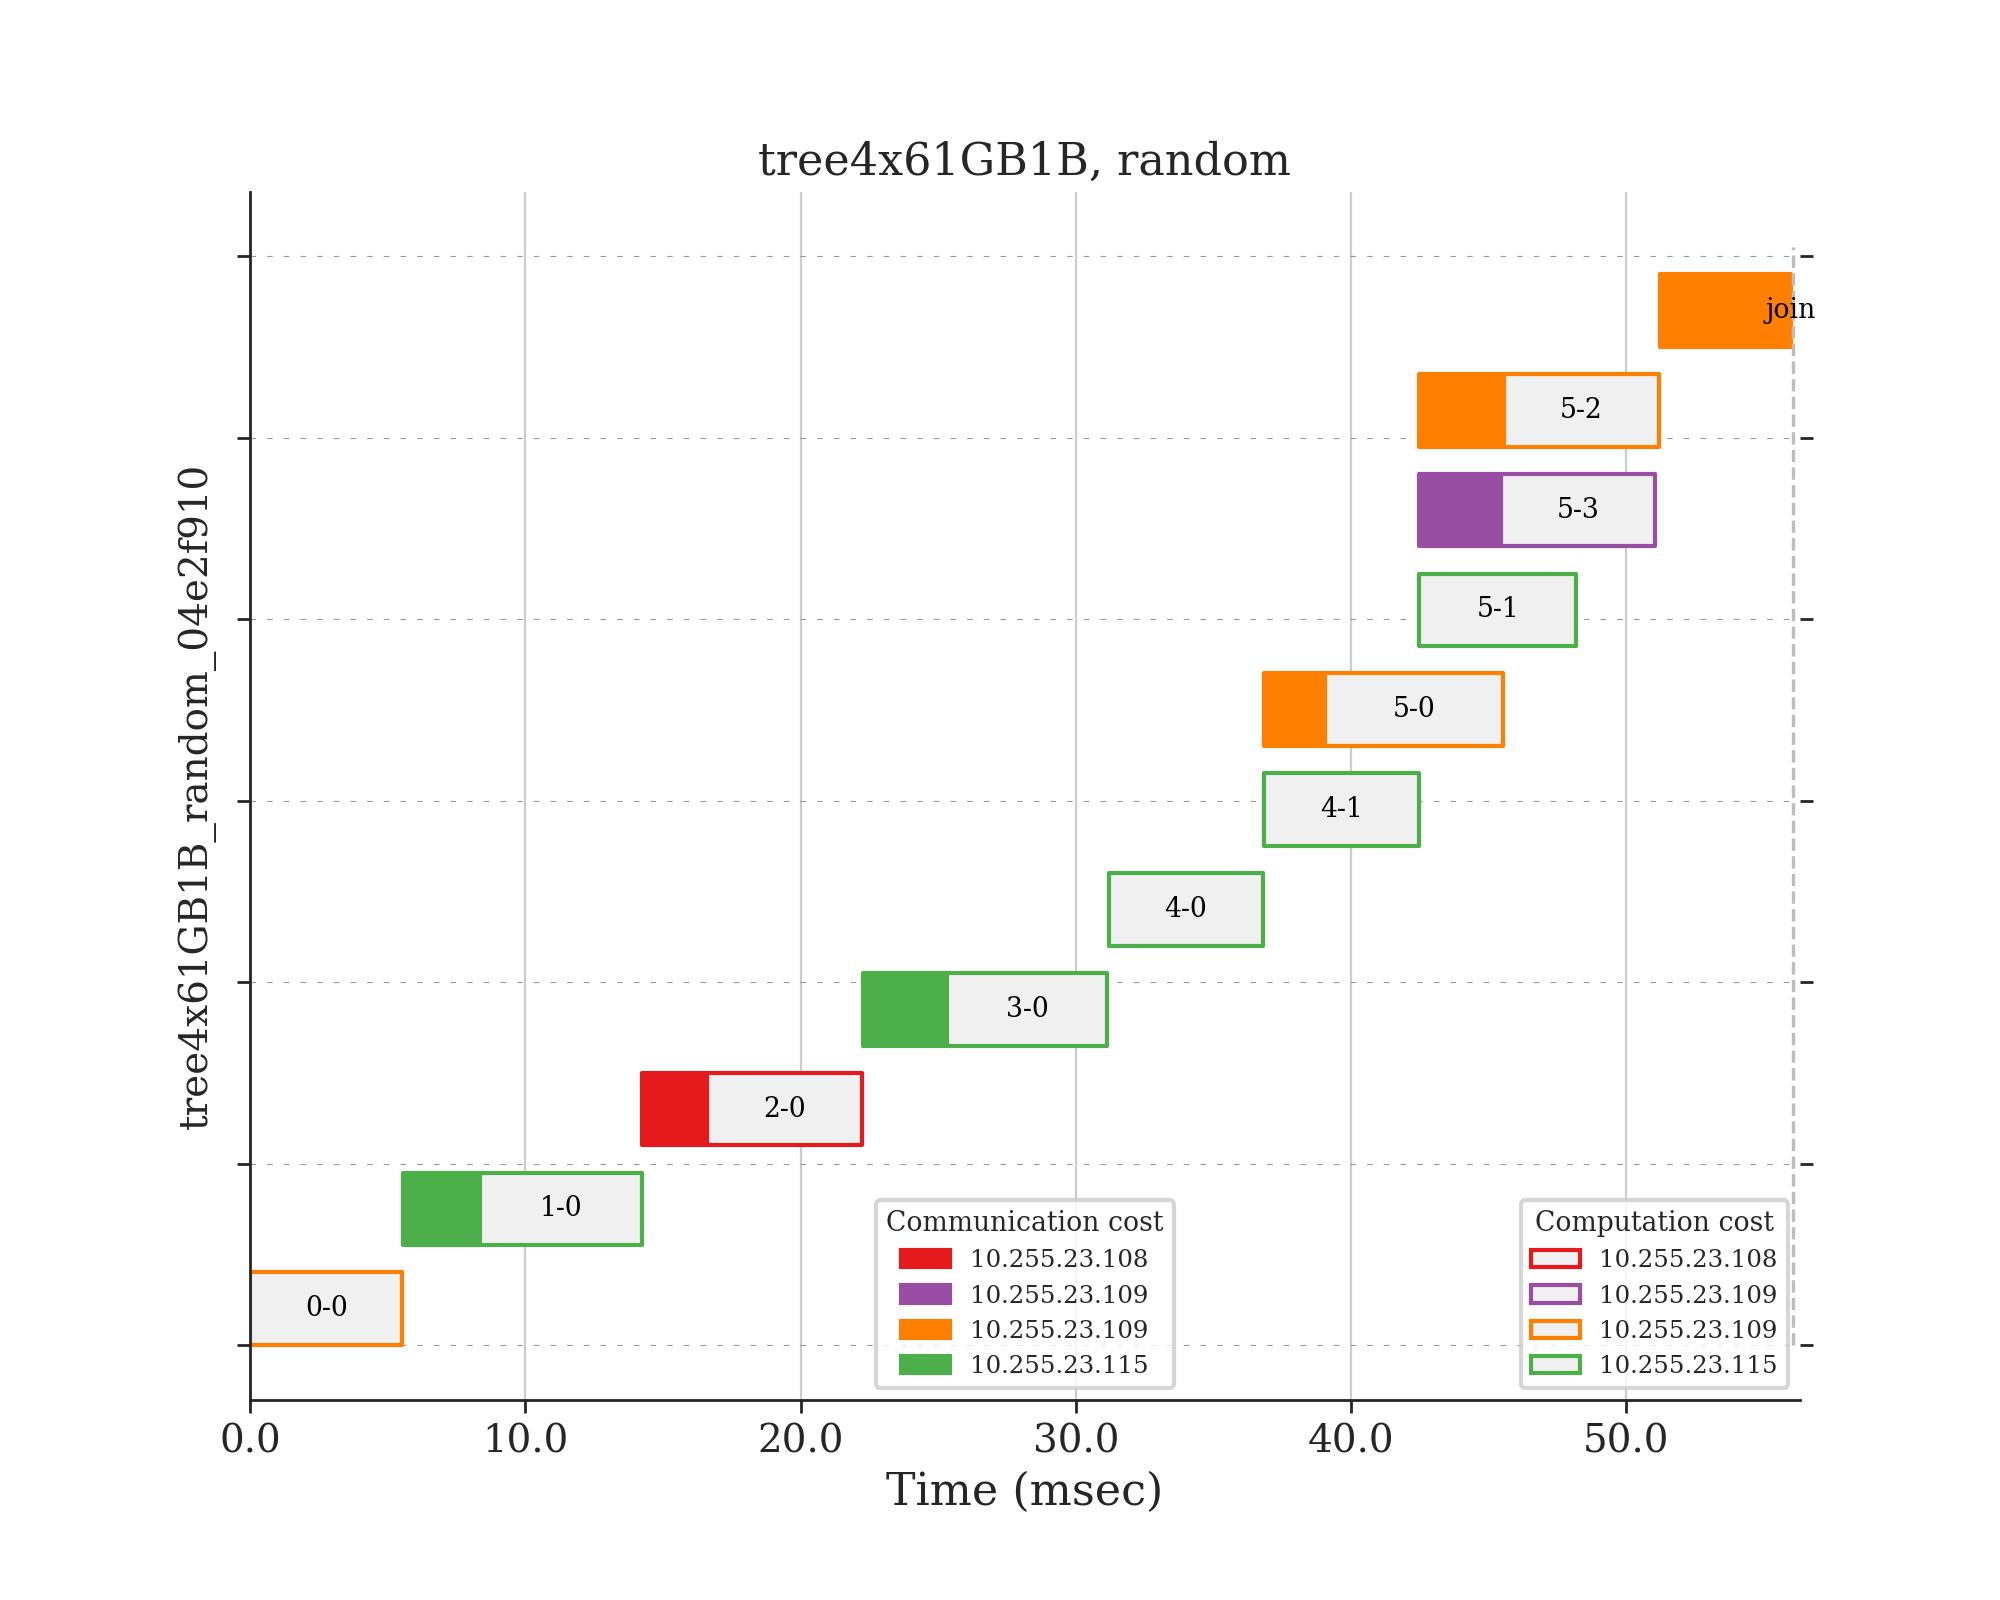 tree4x61GB1B, random
tree4x61GB1B_random_04e2f910
join
5-2
5-3
5-1
5-0
4-1
4-0
3-0
2-0
1-0
0-0
Communication cost
10.255.23.108
10.255.23.109
10.255.23.109
10.255.23.115
Computation cost
10.255.23.108
10.255.23.109
10.255.23.109
10.255.23.115
0.0 10.0 20.0 30.0 40.0 50.0
Time (msec)